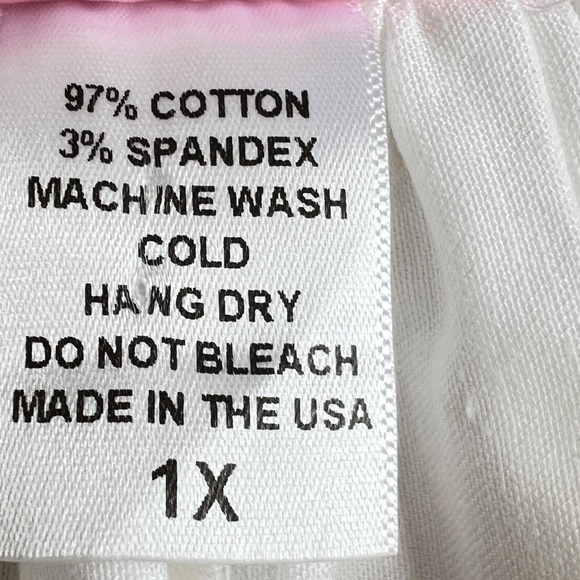 97% COTTON
3% SPANDEX
MACHINE WASH
COLD
HANG DRY
DO NOT BLEACH
MADE IN THE USA
1X